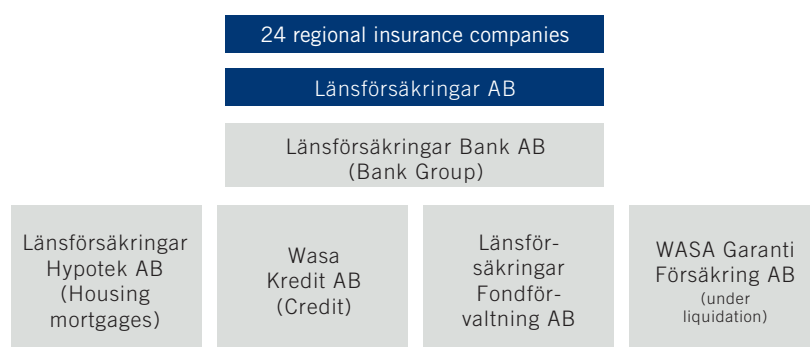 24 regional insurance companies
Länsförsäkringar AB
Länsförsäkringar Bank AB
(Bank Group)
Länsförsäkringar
Hypotek AB
(Housing
mortgages)
Wasa
Kredit AB
(Credit)
Länsför-
säkringar
Fondför-
valtning AB
WASA Garanti
Försäkring AB
(under
liquidation)